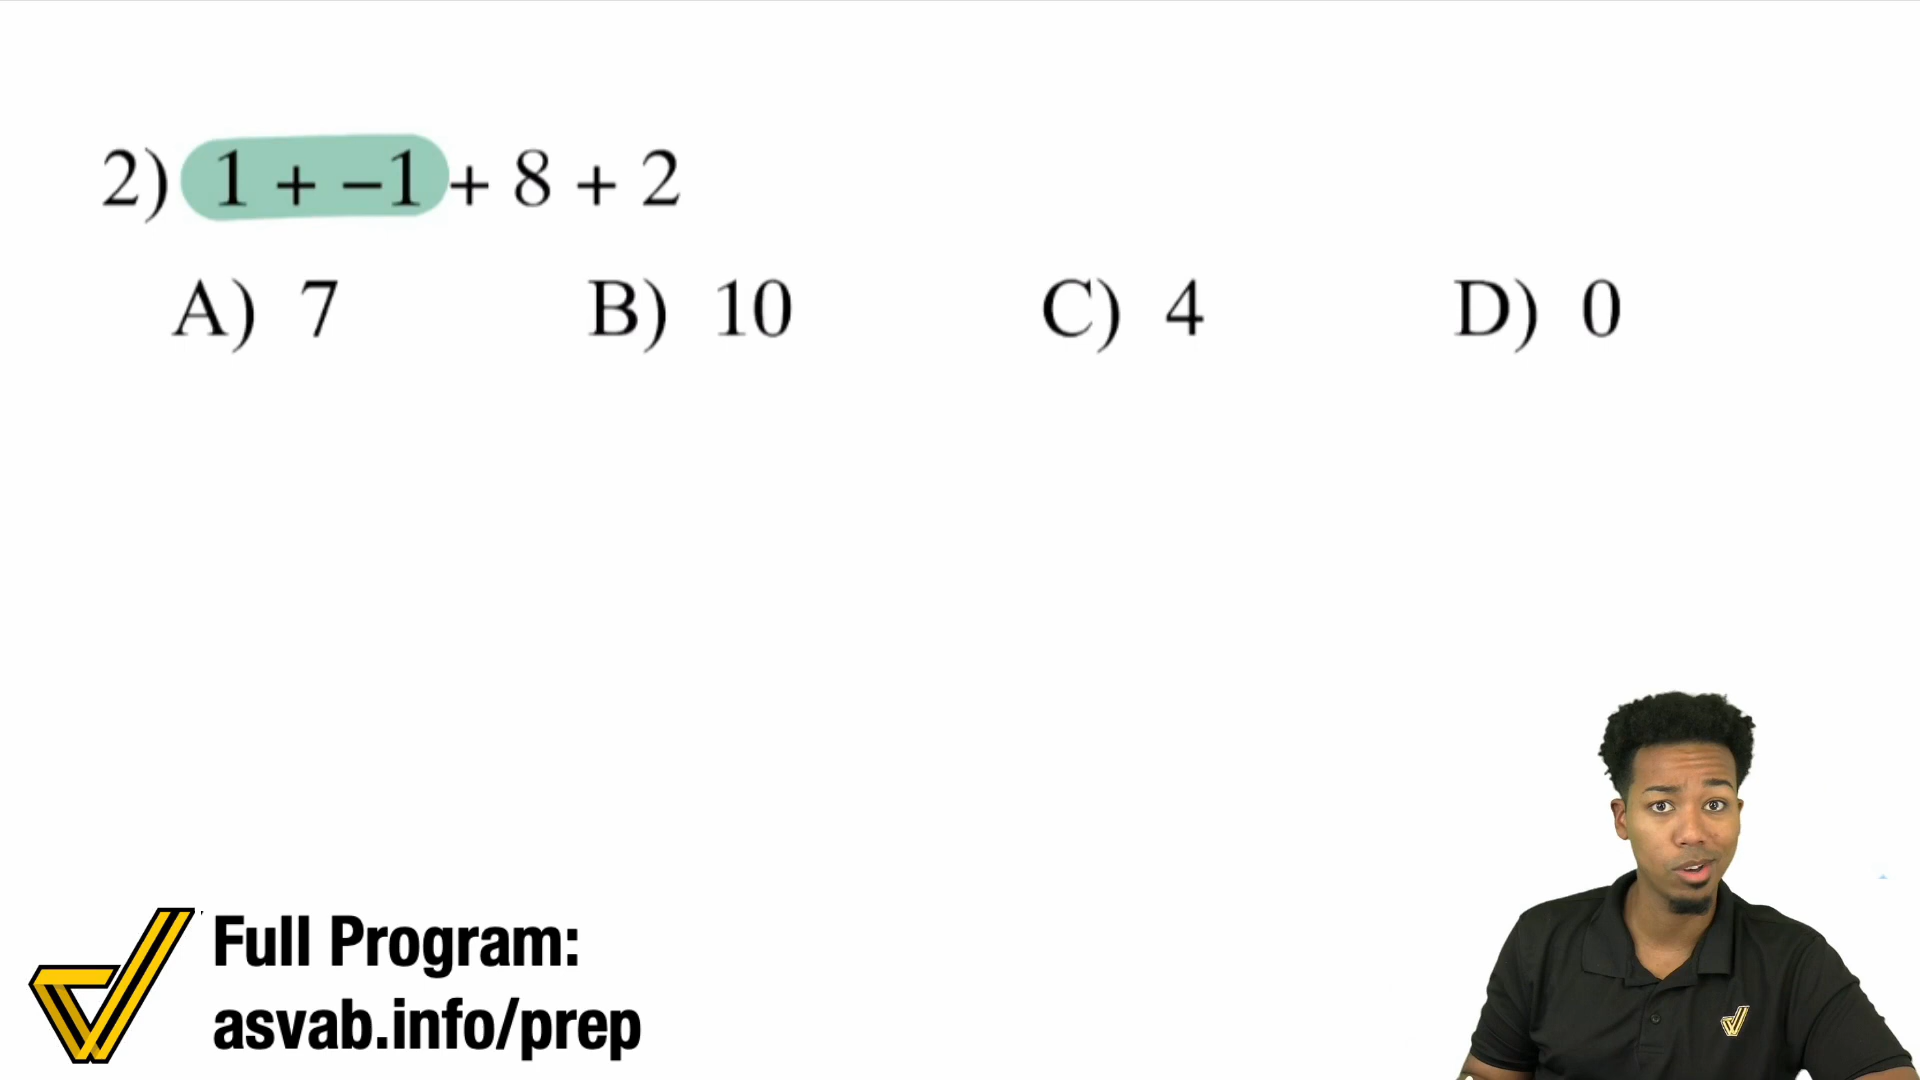 2) 1 + −1 + 8 + 2
A) 7 B) 10 C) 4 D) 0
Full Program:
asvab.info/prep